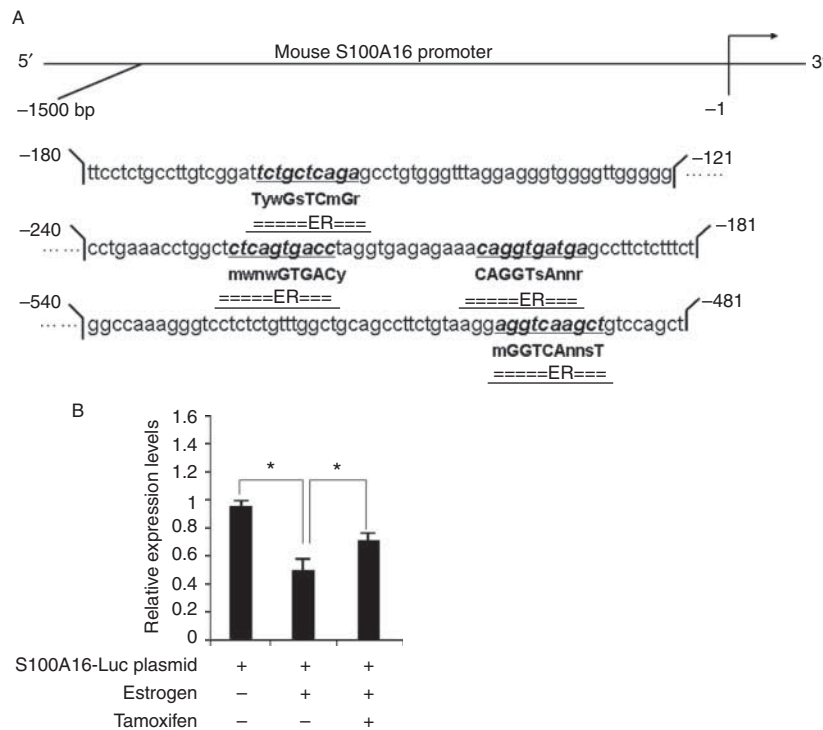 A
Mouse S100A16 promoter
5′ 3
–1500 bp –1
–180 ttcctctgccttgtcggattctgctcagagcctgtgggtttaggagggtggggttggggg –121
TywGsTCmGr
=====ER===
–240 cctgaaacctggctctcagtgacctaggtgagagaaacaggtgatgagccttctctttct –181
mwnwGTGACy CAGGTsAnnr
=====ER=== =====ER===
–540 ggccaaagggtcctctctgtttggctgcagccttctgtaaggaggtcaagctgtccagct –481
mGGTCAnnsT
=====ER===
B
Relative expression levels
1.6
1.4
1.2
1
0.8
0.6
0.4
0.2
0
* *
S100A16-Luc plasmid + + +
Estrogen – + +
Tamoxifen – – +